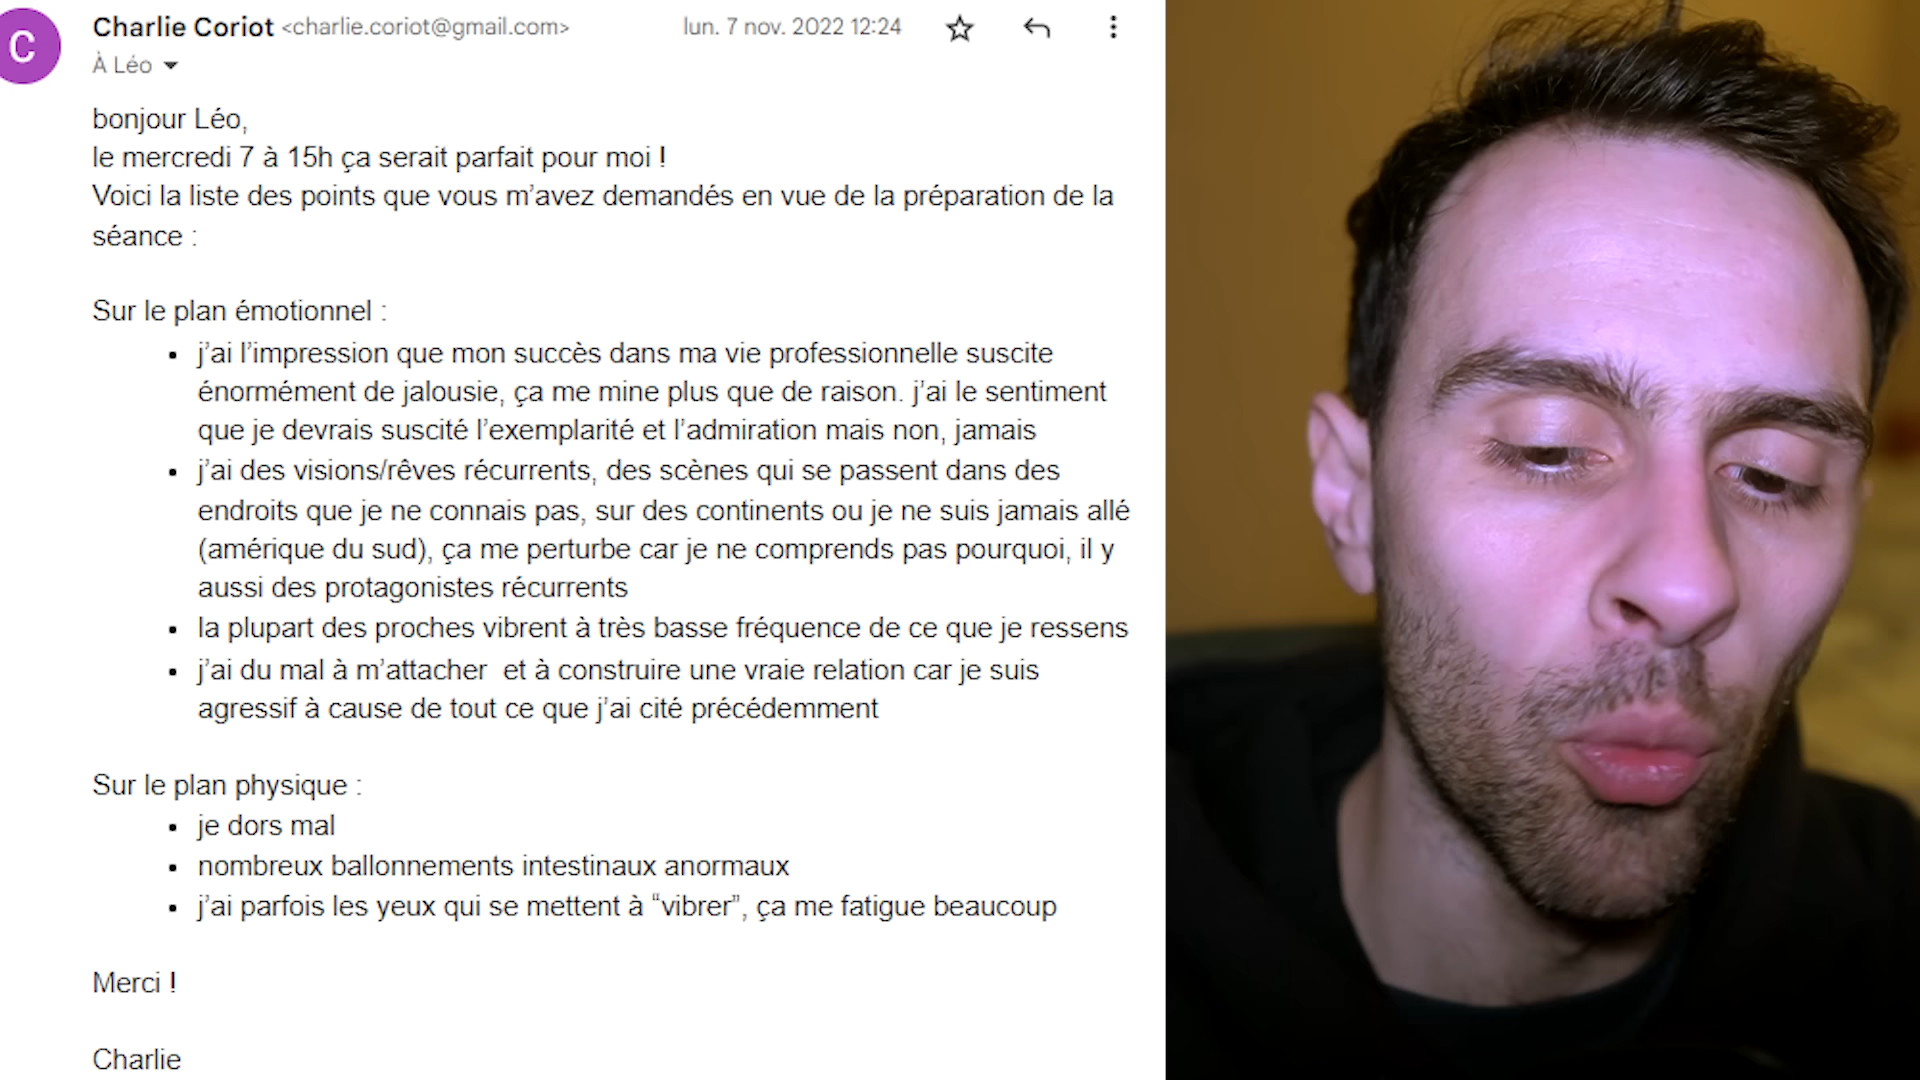 C
Charlie Coriot <charlie.coriot@gmail.com> lun. 7 nov. 2022 12:24
À Léo
bonjour Léo,
le mercredi 7 à 15h ça serait parfait pour moi !
Voici la liste des points que vous m’avez demandés en vue de la préparation de la
séance :
Sur le plan émotionnel :
• j’ai l’impression que mon succès dans ma vie professionnelle suscite
énormément de jalousie, ça me mine plus que de raison. j’ai le sentiment
que je devrais suscité l’exemplarité et l’admiration mais non, jamais
• j’ai des visions/rêves récurrents, des scènes qui se passent dans des
endroits que je ne connais pas, sur des continents ou je ne suis jamais allé
(amérique du sud), ça me perturbe car je ne comprends pas pourquoi, il y
aussi des protagonistes récurrents
• la plupart des proches vibrent à très basse fréquence de ce que je ressens
• j’ai du mal à m’attacher et à construire une vraie relation car je suis
agressif à cause de tout ce que j’ai cité précédemment
Sur le plan physique :
• je dors mal
• nombreux ballonnements intestinaux anormaux
• j’ai parfois les yeux qui se mettent à “vibrer”, ça me fatigue beaucoup
Merci !
Charlie